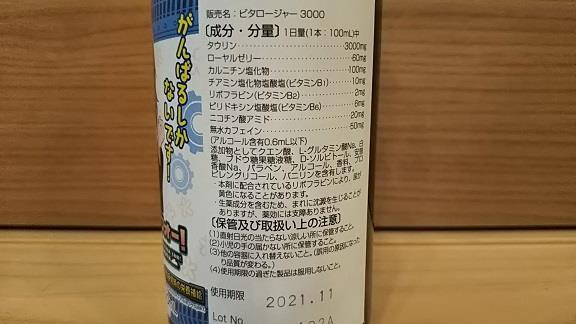 販売名:ビタロージャー 3000
〔成分・分量〕1日量(1本:100mL)中
タウリン 3000mg
ローヤルゼリー 60mg
カルニチン塩化物 100mg
チアミン塩化物塩酸塩(ビタミンB₁) 10mg
リボフラビン(ビタミンB₂) 2mg
ピリドキシン塩酸塩(ビタミンB₆) 6mg
ニコチン酸アミド 20mg
無水カフェイン 50mg
(アルコール含有0.6mL以下)
添加物としてクエン酸、L-グルタミン酸Na、白
糖、ブドウ糖果糖液糖、D-ソルビトール、安息
香酸Na、パラベン、アルコール、香料、プロ
ピレングリコール、バニリンを含有します。
・本剤に配合されているリボフラビンにより、尿が
黄色になることがあります。
・生薬成分を含むため、まれに沈澱を生じることが
ありますが、薬効には支障ありません。
〔保管及び取扱い上の注意〕
(1)直射日光の当たらない涼しい所に保管すること。
(2)小児の手の届かない所に保管すること。
(3)他の容器に入れ替えないこと。(誤用の原因になった
り品質が変わる。)
(4)使用期限の過ぎた製品は服用しないこと。
使用期限 2021.11
Lot No
がんばるしか
ないです!